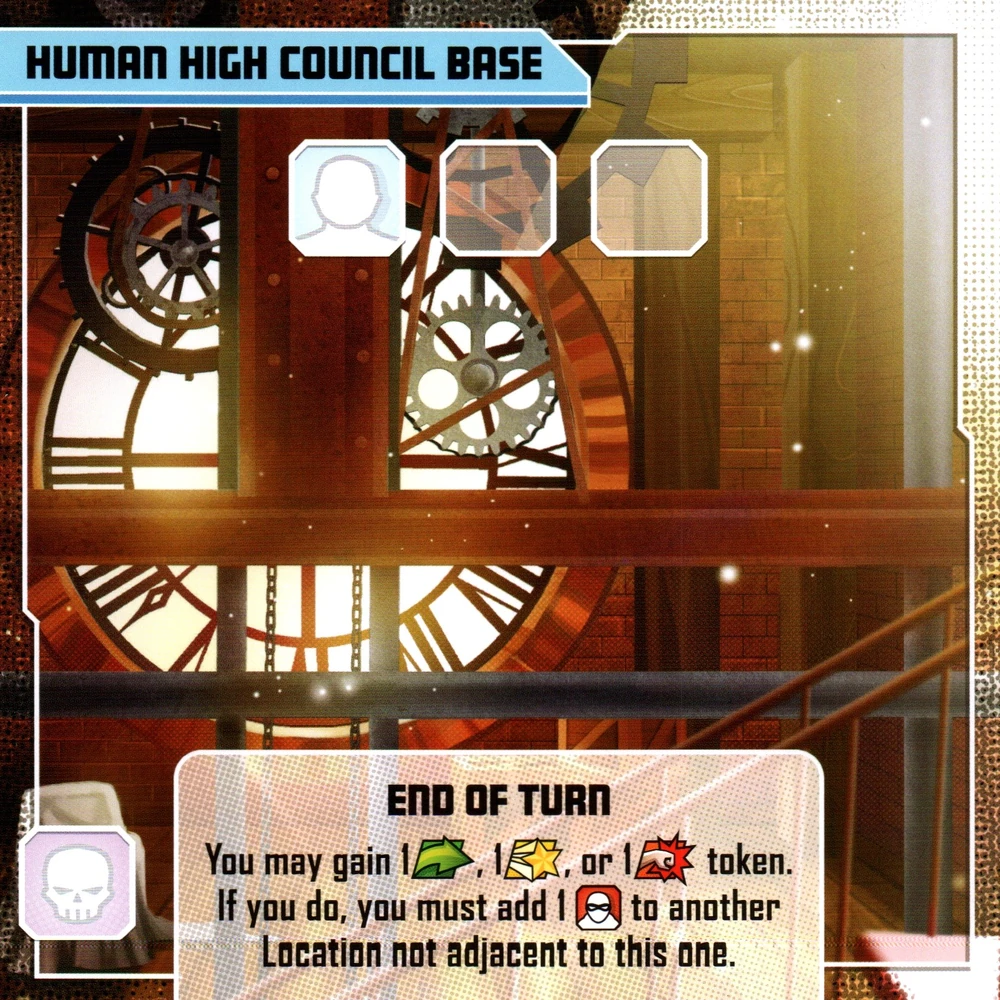 HUMAN HIGH COUNCIL BASE
END OF TURN
You may gain 1, 1, or 1 token.
If you do, you must add 1 to another
Location not adjacent to this one.